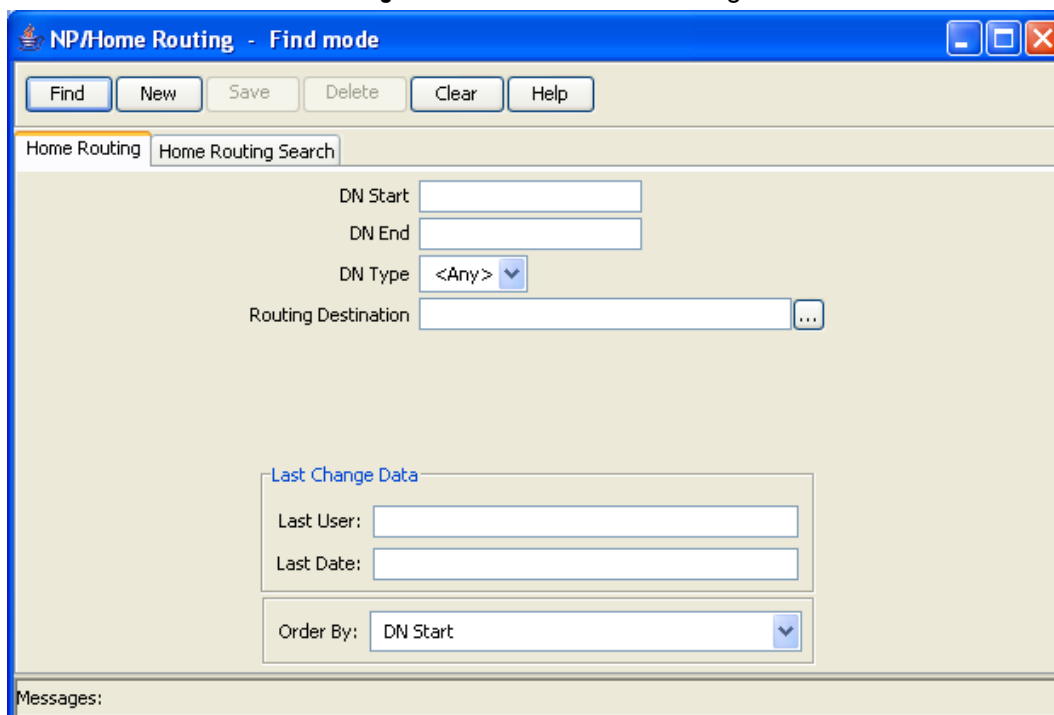 NP/Home Routing - Find mode
Find New Save Delete Clear Help
Home Routing Home Routing Search
DN Start
DN End
DN Type <Any>
Routing Destination ...
Last Change Data
Last User:
Last Date:
Order By: DN Start
Messages: